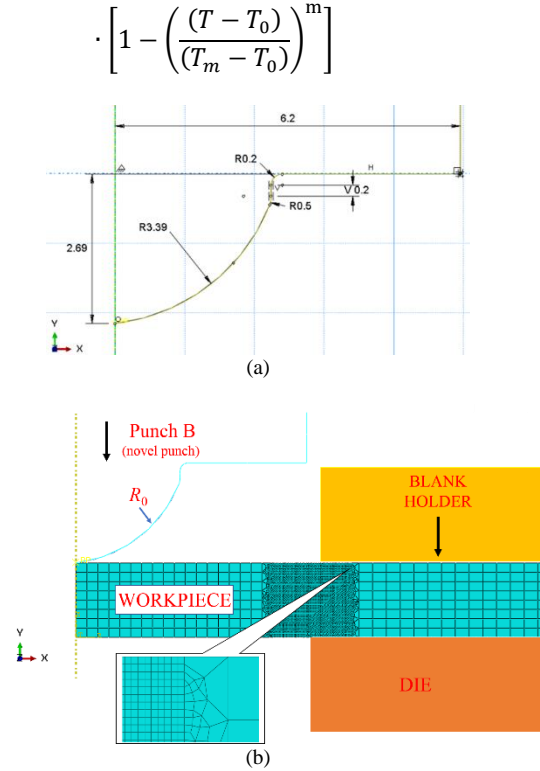 · [1 − ((T − T₀)/(Tₘ − T₀))ᵐ]
6.2
R0.2
H
V
V 0.2
R0.5
R3.39
2.69
Y
X
(a)
Punch B
(novel punch)
R₀
BLANK
HOLDER
WORKPIECE
Y
X
DIE
(b)